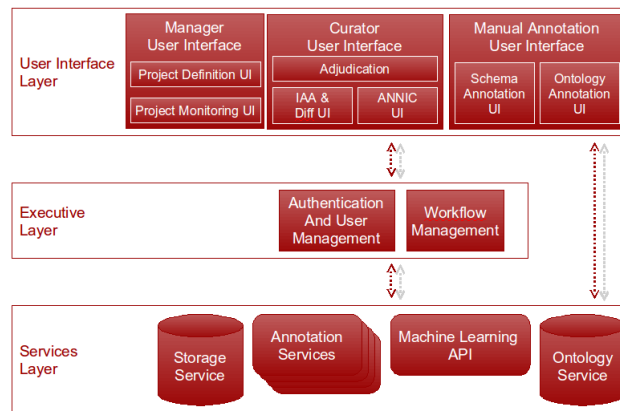 User Interface
Layer
Manager
User Interface
Project Definition UI
Project Monitoring UI
Curator
User Interface
Adjudication
IAA &
Diff UI
ANNIC
UI
Manual Annotation
User Interface
Schema
Annotation
UI
Ontology
Annotation
UI
Executive
Layer
Authentication
And User
Management
Workflow
Management
Services
Layer
Storage
Service
Annotation
Services
Machine Learning
API
Ontology
Service